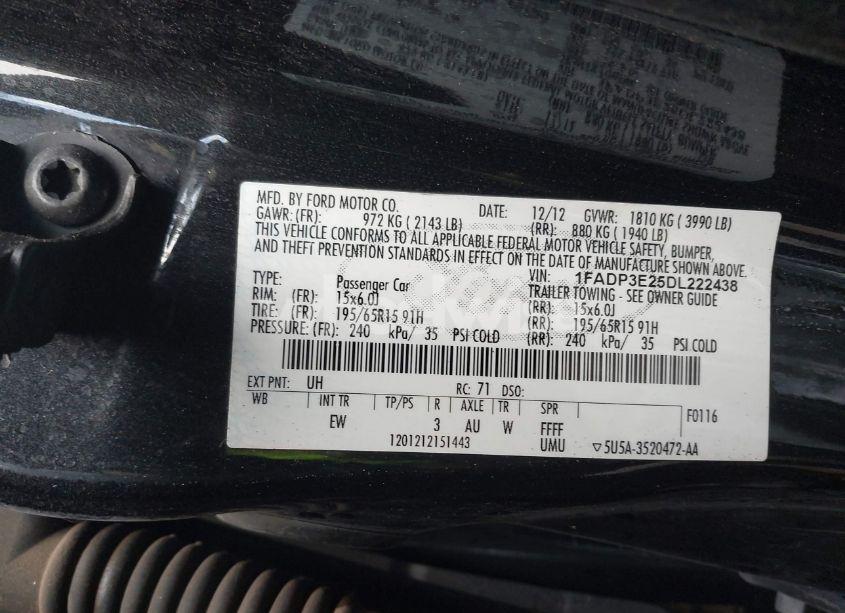 MFD. BY FORD MOTOR CO. DATE: 12/12 GVWR: 1810 KG ( 3990 LB)
GAWR: (FR): 972 KG ( 2143 LB) (RR): 880 KG ( 1940 LB)
THIS VEHICLE CONFORMS TO ALL APPLICABLE FEDERAL MOTOR VEHICLE SAFETY, BUMPER,
AND THEFT PREVENTION STANDARDS IN EFFECT ON THE DATE OF MANUFACTURE SHOWN ABOVE.
VIN: 1FADP3E25DL222438
TYPE: Passenger Car TRAILER TOWING - SEE OWNER GUIDE
RIM: (FR): 15x6.0J (RR): 15x6.0J
TIRE: (FR): 195/65R15 91H (RR): 195/65R15 91H
PRESSURE: (FR): 240 kPa/ 35 PSI COLD (RR): 240 kPa/ 35 PSI COLD
EXT PNT: UH RC: 71 DSO:
WB INT TR TP/PS R AXLE TR SPR F0116
EW 3 AU W FFFF
1201212151443 UMU ▽5U5A-3520472-AA